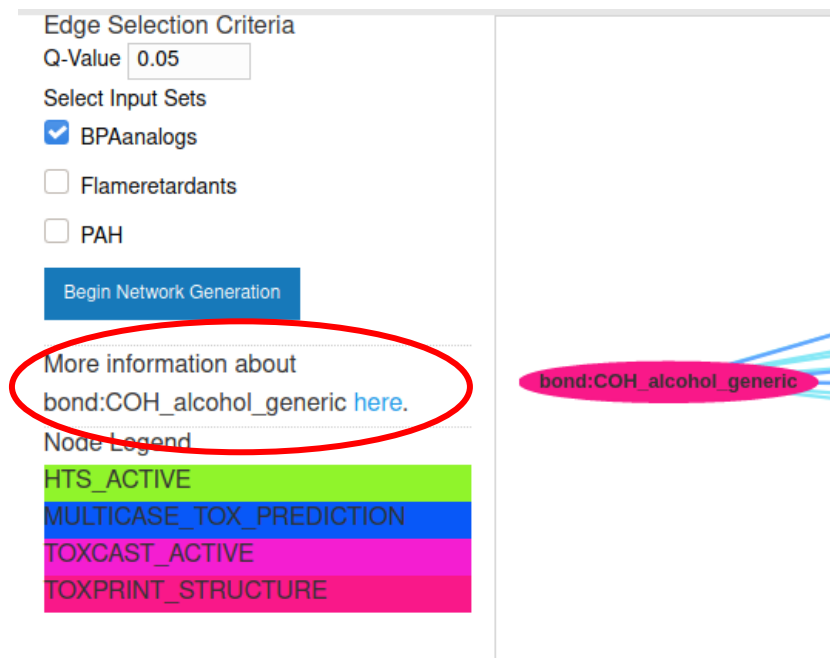 Edge Selection Criteria
Q-Value 0.05
Select Input Sets
BPAanalogs
Flameretardants
PAH
Begin Network Generation
More information about
bond:COH_alcohol_generic here.
Node Legend
HTS_ACTIVE
MULTICASE_TOX_PREDICTION
TOXCAST_ACTIVE
TOXPRINT_STRUCTURE
bond:COH_alcohol_generic